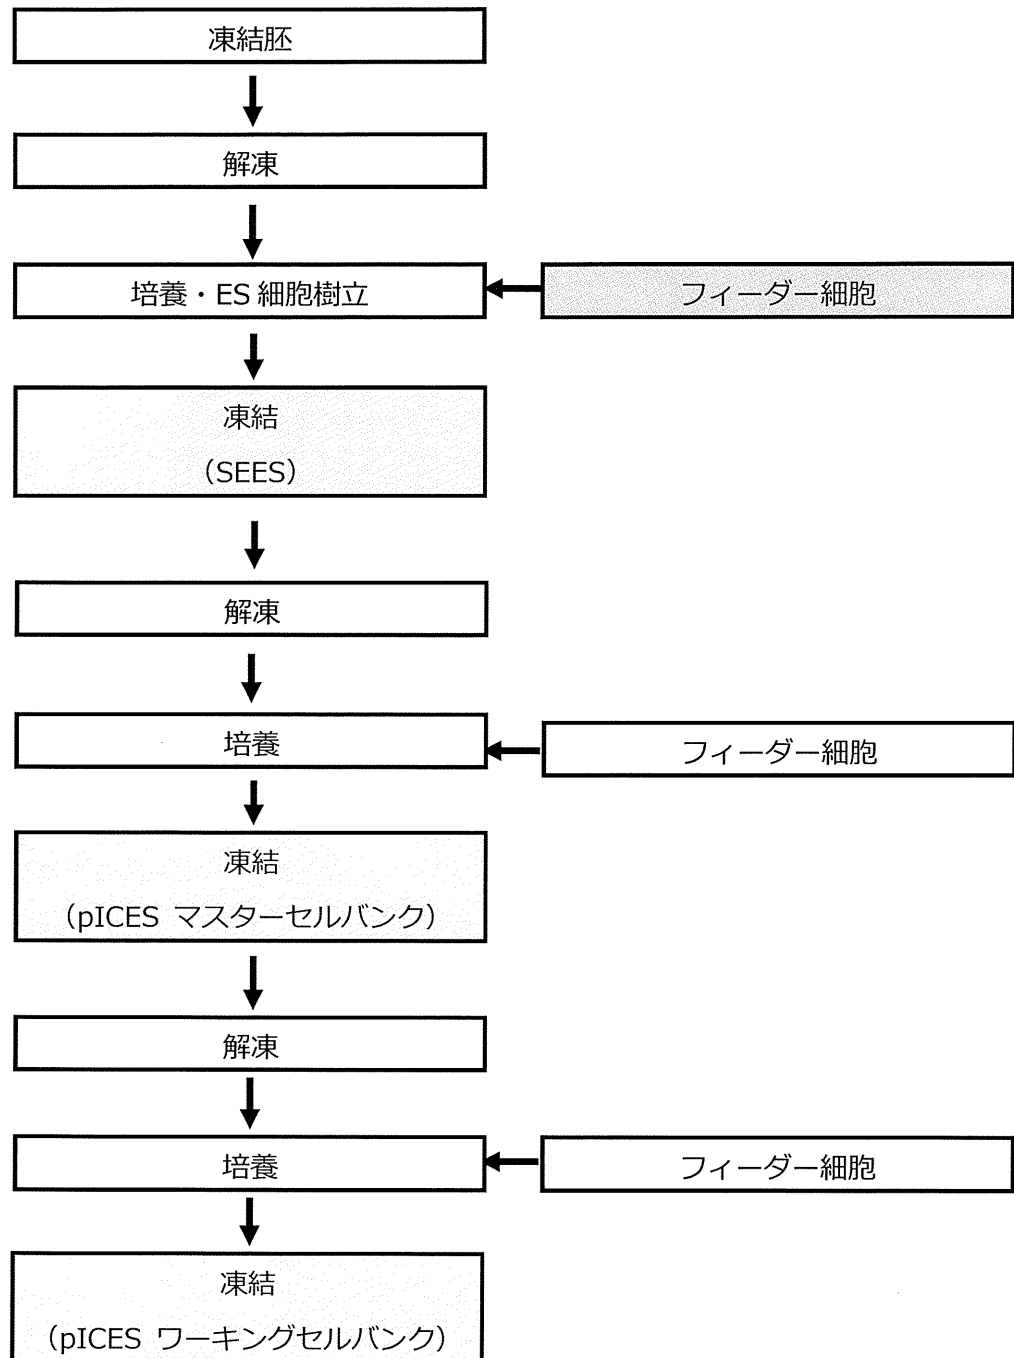 凍結胚
解凍
培養・ES 細胞樹立
フィーダー細胞
凍結
（SEES）
解凍
培養
フィーダー細胞
凍結
（pICES マスターセルバンク）
解凍
培養
フィーダー細胞
凍結
（pICES ワーキングセルバンク）